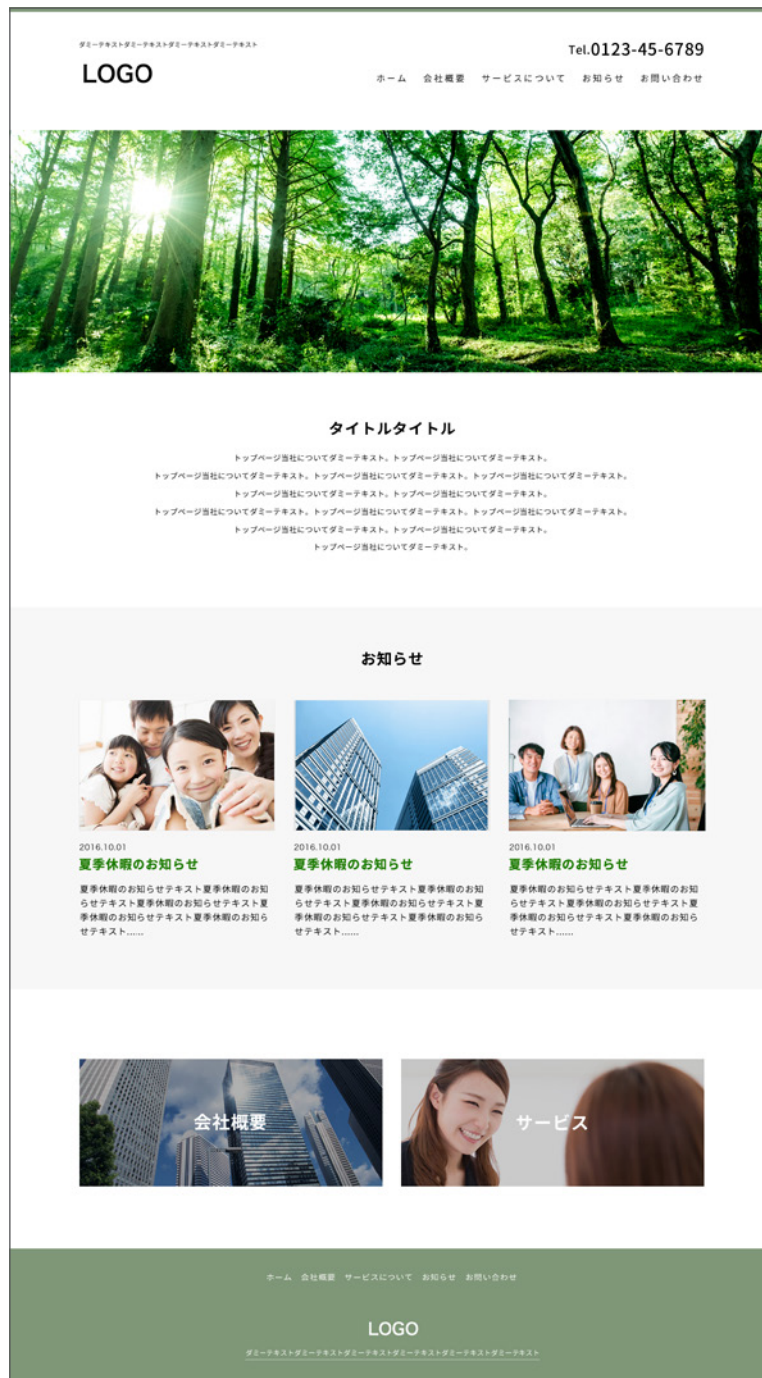 ダミーテキストダミーテキストダミーテキストダミーテキスト
Tel.0123-45-6789
LOGO
ホーム 会社概要 サービスについて お知らせ お問い合わせ
タイトルタイトル
トップページ当社についてダミーテキスト。トップページ当社についてダミーテキスト。
トップページ当社についてダミーテキスト。トップページ当社についてダミーテキスト。トップページ当社についてダミーテキスト。
トップページ当社についてダミーテキスト。トップページ当社についてダミーテキスト。
トップページ当社についてダミーテキスト。トップページ当社についてダミーテキスト。トップページ当社についてダミーテキスト。
トップページ当社についてダミーテキスト。トップページ当社についてダミーテキスト。
トップページ当社についてダミーテキスト。
お知らせ
2016.10.01
夏季休暇のお知らせ
夏季休暇のお知らせテキスト夏季休暇のお知
らせテキスト夏季休暇のお知らせテキスト夏
季休暇のお知らせテキスト夏季休暇のお知ら
せテキスト......
2016.10.01
夏季休暇のお知らせ
夏季休暇のお知らせテキスト夏季休暇のお知
らせテキスト夏季休暇のお知らせテキスト夏
季休暇のお知らせテキスト夏季休暇のお知ら
せテキスト......
2016.10.01
夏季休暇のお知らせ
夏季休暇のお知らせテキスト夏季休暇のお知
らせテキスト夏季休暇のお知らせテキスト夏
季休暇のお知らせテキスト夏季休暇のお知ら
せテキスト......
会社概要
サービス
ホーム 会社概要 サービスについて お知らせ お問い合わせ
LOGO
ダミーテキストダミーテキストダミーテキストダミーテキストダミーテキストダミーテキスト